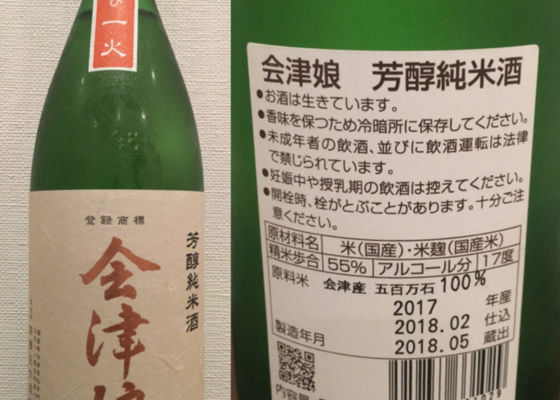 び一火
登録商標
芳醇純米酒
会津娘
会津娘 芳醇純米酒
●お酒は生きています。
●香味を保つため冷暗所に保存してください。
●未成年者の飲酒、並びに飲酒運転は法律
で禁じられています。
●妊娠中や授乳期の飲酒は控えてください。
●開栓時、栓がとぶことがあります。十分ご注
意ください。
原材料名 米(国産)・米麹(国産米)
精米歩合 55% アルコール分 17度
原料米 会津産 五百万石 100%
2017 年産
2018.02 仕込
製造年月 2018.05 蔵出